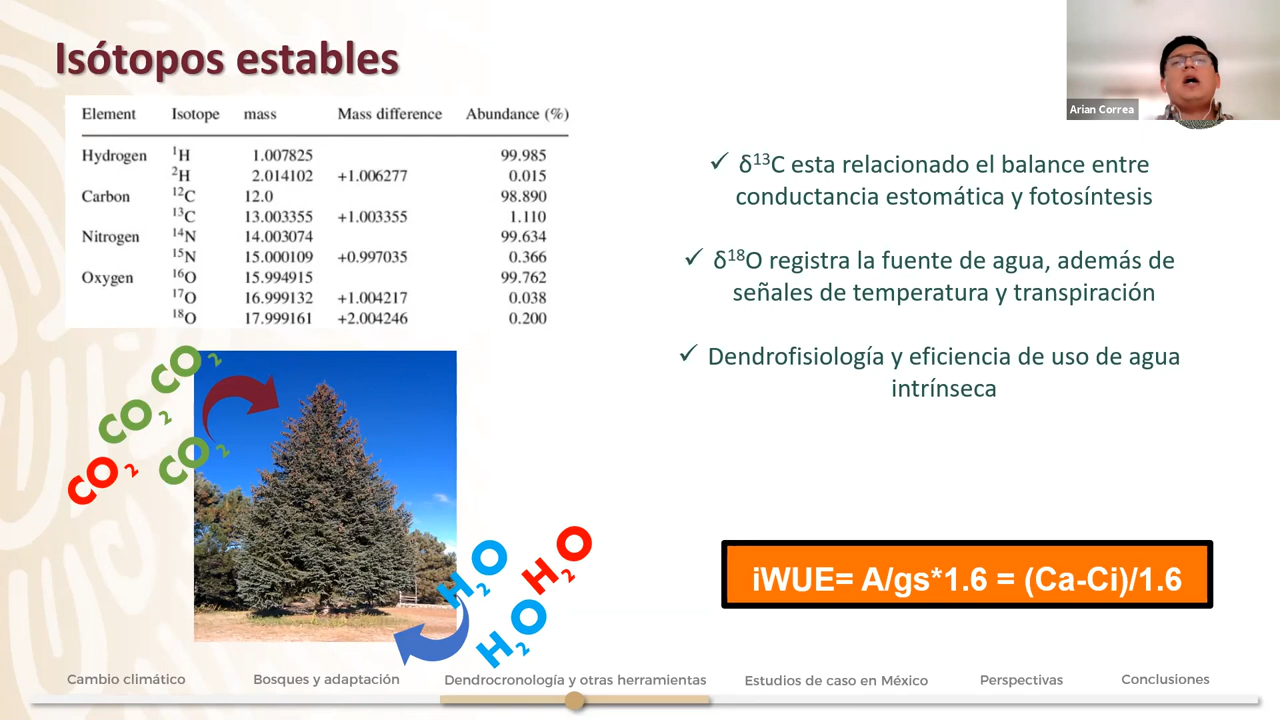 Isótopos estables
Element Isotope mass Mass difference Abundance (%)
Hydrogen ¹H 1.007825 99.985
²H 2.014102 +1.006277 0.015
Carbon ¹²C 12.0 98.890
¹³C 13.003355 +1.003355 1.110
Nitrogen ¹⁴N 14.003074 99.634
¹⁵N 15.000109 +0.997035 0.366
Oxygen ¹⁶O 15.994915 99.762
¹⁷O 16.999132 +1.004217 0.038
¹⁸O 17.999161 +2.004246 0.200
Arian Correa
✓ δ¹³C esta relacionado el balance entre
conductancia estomática y fotosíntesis
✓ δ¹⁸O registra la fuente de agua, además de
señales de temperatura y transpiración
✓ Dendrofisiología y eficiencia de uso de agua
intrínseca
CO₂
CO₂
CO₂
CO₂
H₂O
H₂O
H₂O
iWUE= A/gs*1.6 = (Ca-Ci)/1.6
Cambio climático Bosques y adaptación Dendrocronología y otras herramientas Estudios de caso en México Perspectivas Conclusiones